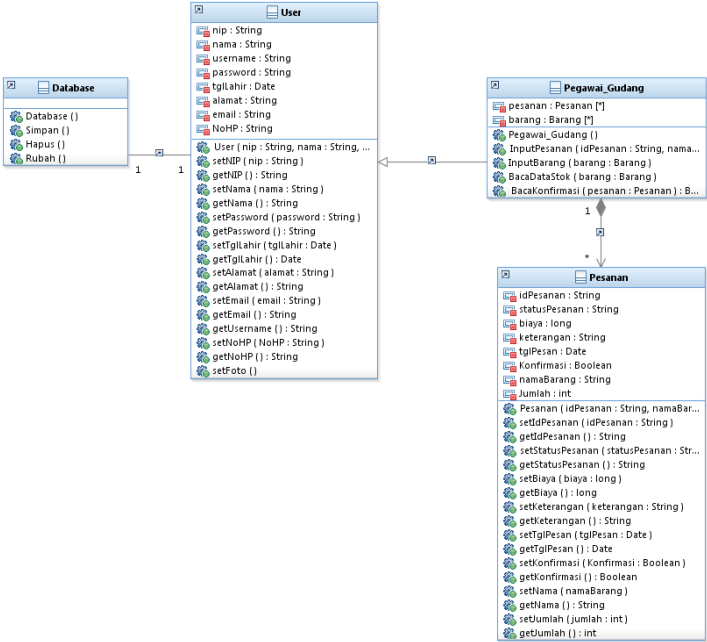 User
nip : String
nama : String
username : String
password : String
tglLahir : Date
alamat : String
email : String
NoHP : String
User ( nip : String, nama : String, ...
setNIP ( nip : String )
getNIP ( ) : String
setNama ( nama : String )
getNama ( ) : String
setPassword ( password : String )
getPassword ( ) : String
setTglLahir ( tglLahir : Date )
getTglLahir ( ) : Date
setAlamat ( alamat : String )
getAlamat ( ) : String
setEmail ( email : String )
getEmail ( ) : String
getUsername ( ) : String
setNoHP ( NoHP : String )
getNoHP ( ) : String
setFoto ( )
Database
Database ( )
Simpan ( )
Hapus ( )
Rubah ( )
1
1
Pegawai_Gudang
pesanan : Pesanan [*]
barang : Barang [*]
Pegawai_Gudang ( )
InputPesanan ( idPesanan : String, nama...
InputBarang ( barang : Barang )
BacaDataStok ( barang : Barang )
BacaKonfirmasi ( pesanan : Pesanan ) : B...
1
*
Pesanan
idPesanan : String
statusPesanan : String
biaya : long
keterangan : String
tglPesan : Date
Konfirmasi : Boolean
namaBarang : String
Jumlah : int
Pesanan ( idPesanan : String, namaBar...
setIdPesanan ( idPesanan : String )
getIdPesanan ( ) : String
setStatusPesanan ( statusPesanan : Str...
getStatusPesanan ( ) : String
setBiaya ( biaya : long )
getBiaya ( ) : long
setKeterangan ( keterangan : String )
getKeterangan ( ) : String
setTglPesan ( tglPesan : Date )
getTglPesan ( ) : Date
setKonfirmasi ( Konfirmasi : Boolean )
getKonfirmasi ( ) : Boolean
setNama ( namaBarang )
getNama ( ) : String
setJumlah ( jumlah : int )
getJumlah ( ) : int